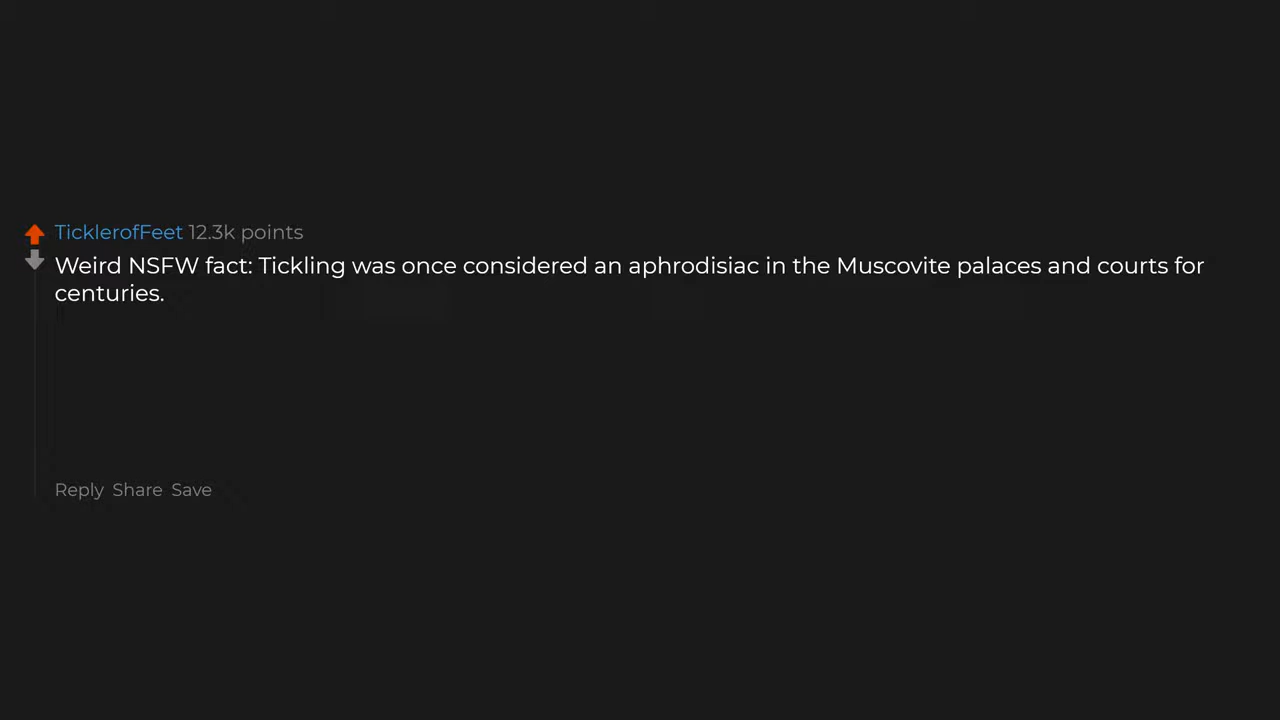 TicklerofFeet 12.3k points
Weird NSFW fact: Tickling was once considered an aphrodisiac in the Muscovite palaces and courts for
centuries.
Reply Share Save